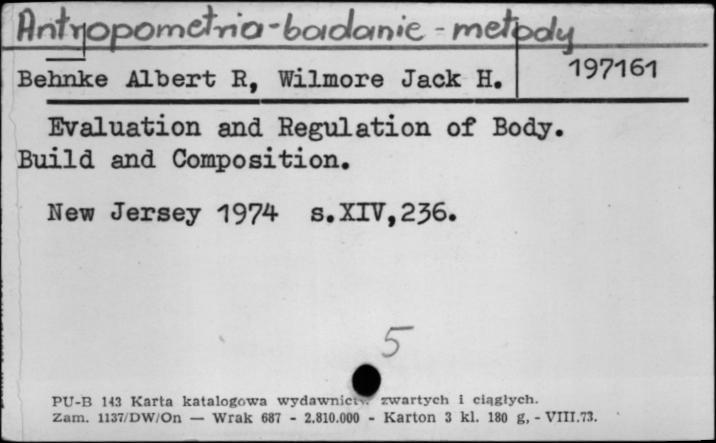 Antropometria-badanie-metody
Behnke Albert R, Wilmore Jack H.
197161
Evaluation and Regulation of Body.
Build and Composition.
New Jersey 1974 s.XIV,236.
5
PU-B 143 Karta katalogowa wydawnictw zwartych i ciągłych.
Zam. 1137/DW/On — Wrak 687 - 2.810.000 - Karton 3 kl. 180 g, - VIII.73.